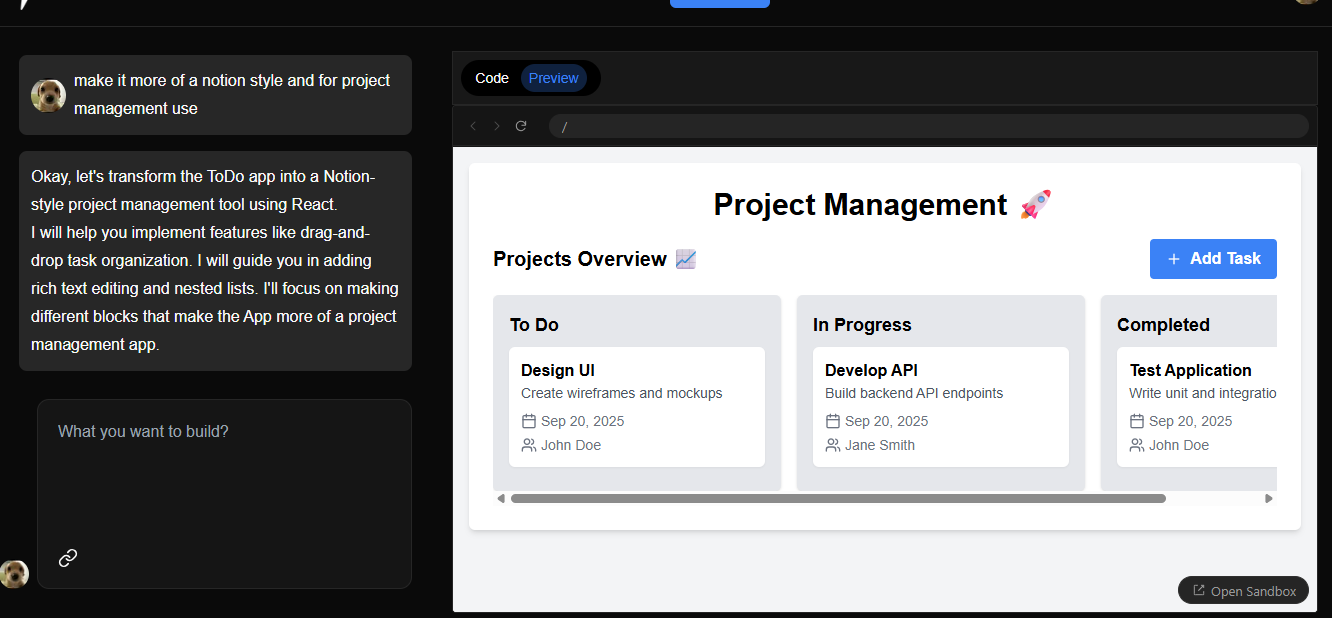 make it more of a notion style and for project
management use
Okay, let's transform the ToDo app into a Notion-
style project management tool using React.
I will help you implement features like drag-and-
drop task organization. I will guide you in adding
rich text editing and nested lists. I'll focus on making
different blocks that make the App more of a project
management app.
What you want to build?
Code Preview
/
Project Management 🚀
Projects Overview 📈
+ Add Task
To Do
Design UI
Create wireframes and mockups
Sep 20, 2025
John Doe
In Progress
Develop API
Build backend API endpoints
Sep 20, 2025
Jane Smith
Completed
Test Application
Write unit and integratio
Sep 20, 2025
John Doe
Open Sandbox